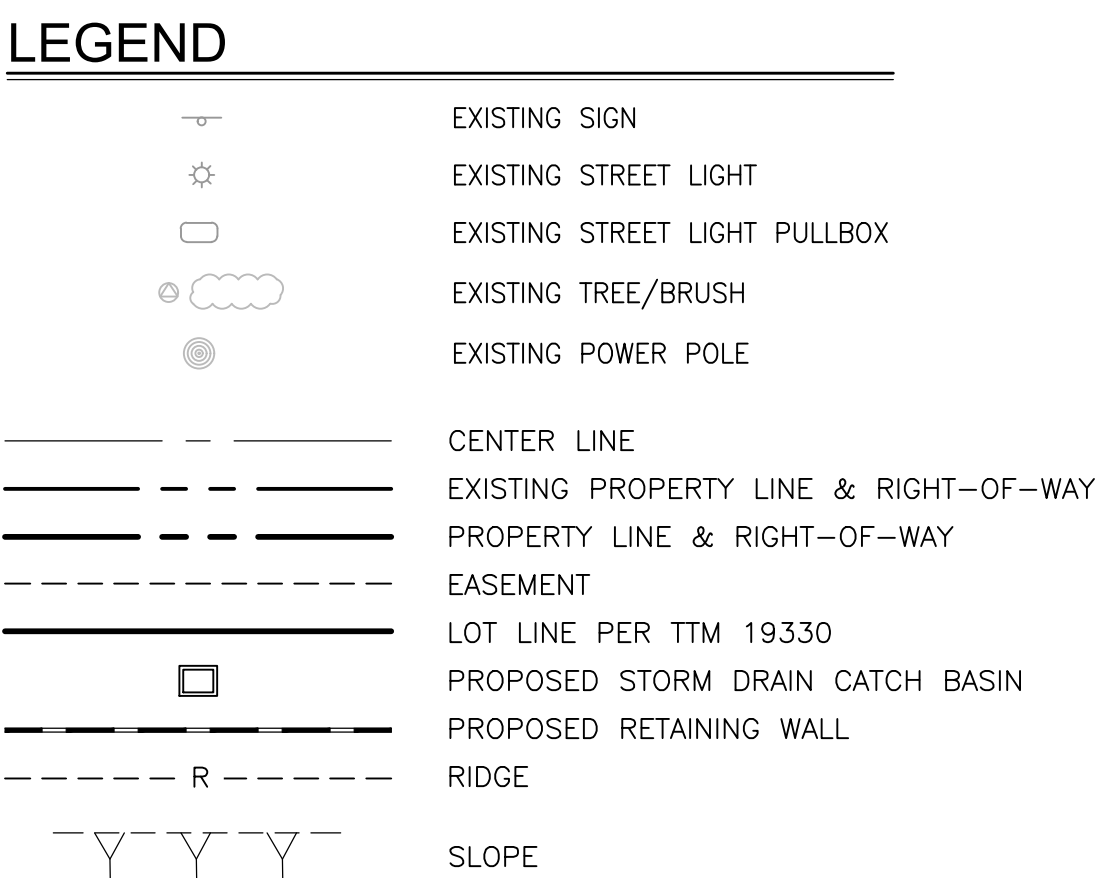 LEGEND
EXISTING SIGN
EXISTING STREET LIGHT
EXISTING STREET LIGHT PULLBOX
EXISTING TREE/BRUSH
EXISTING POWER POLE
CENTER LINE
EXISTING PROPERTY LINE & RIGHT-OF-WAY
PROPERTY LINE & RIGHT-OF-WAY
EASEMENT
LOT LINE PER TTM 19330
PROPOSED STORM DRAIN CATCH BASIN
PROPOSED RETAINING WALL
R RIDGE
SLOPE